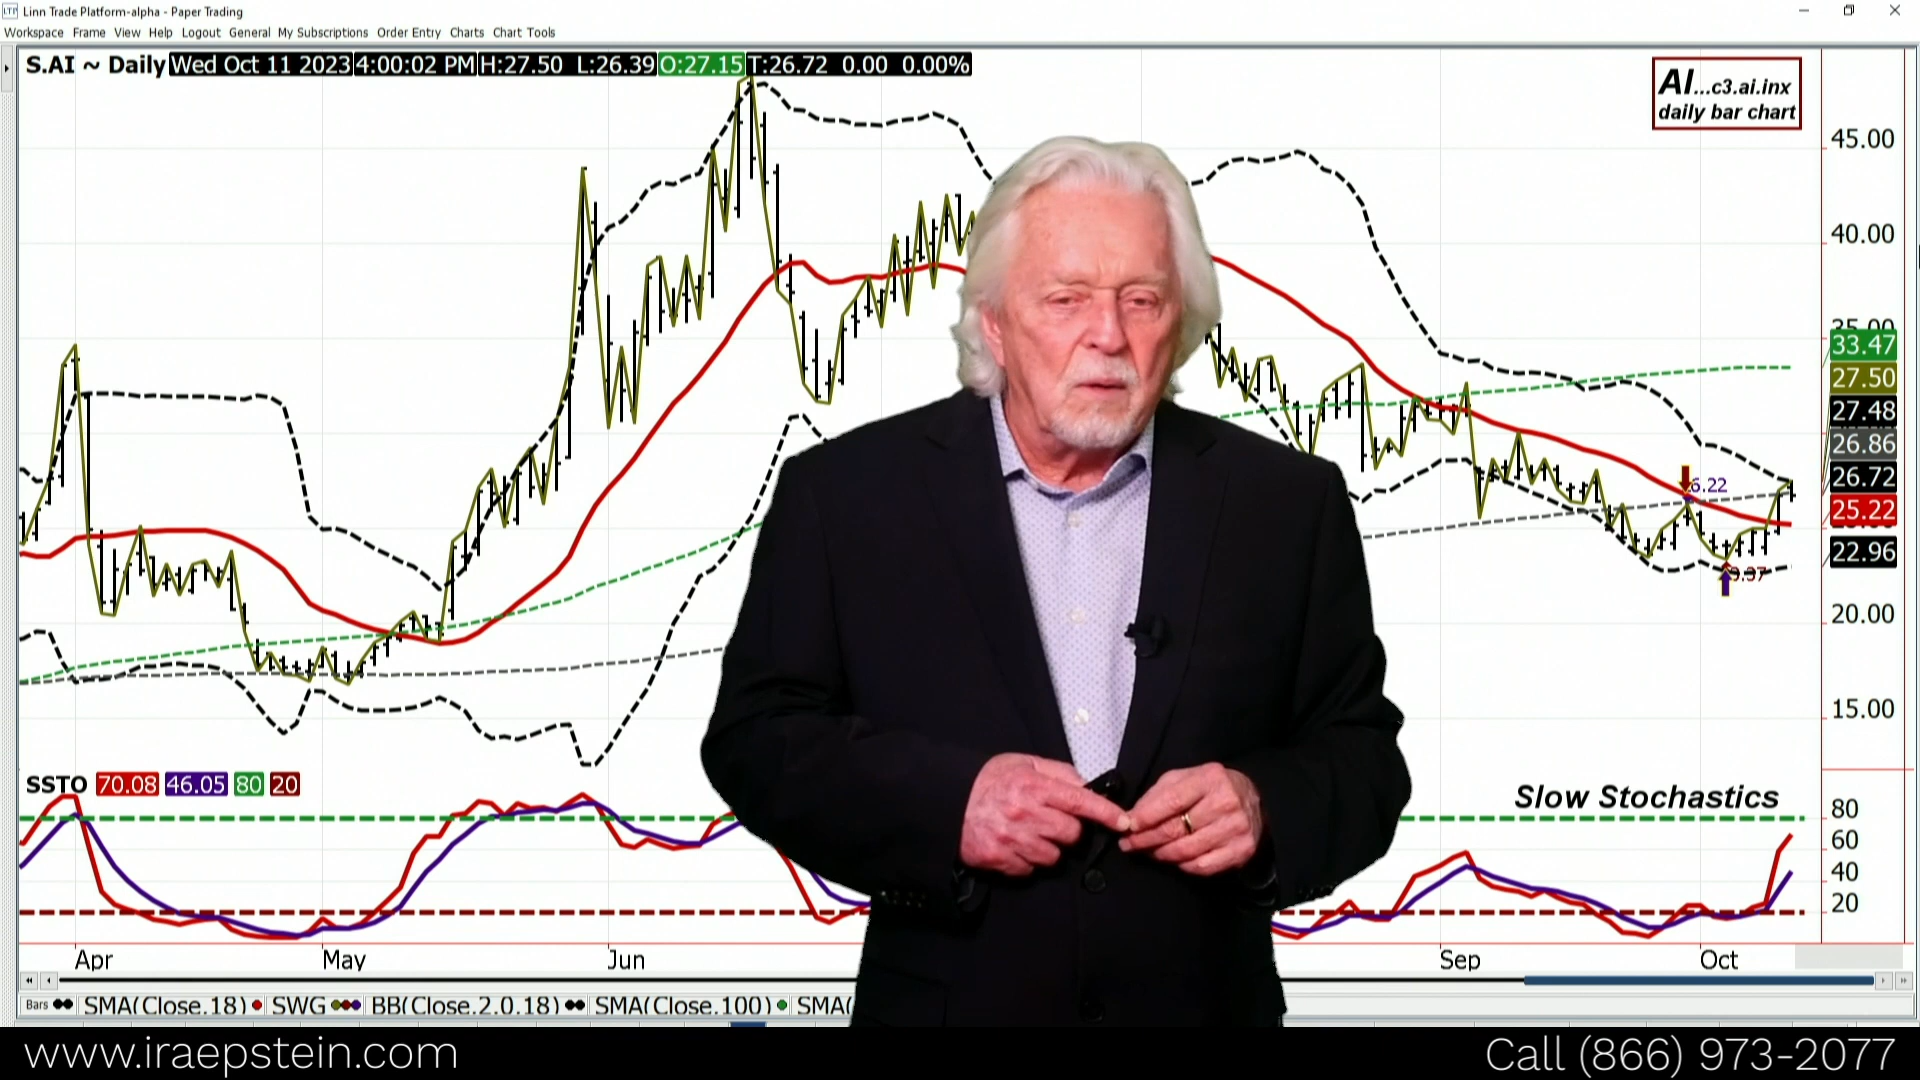 Linn Trade Platform-alpha - Paper Trading
Workspace Frame View Help Logout General My Subscriptions Order Entry Charts Chart Tools
S.AI ~ Daily Wed Oct 11 2023 4:00:02 PM H:27.50 L:26.39 O:27.15 T:26.72 0.00 0.00%
AI...c3.ai.inx
daily bar chart
45.00
40.00
35.00
33.47
27.50
27.48
26.86
26.72
25.22
22.96
20.00
15.00
6.22
SSTO 70.08 46.05 80 20
Slow Stochastics
80
60
40
20
Apr May Jun Sep Oct
Bars SMA(Close,18) SWG BB(Close,2.0,18) SMA(Close,100) SMA(
www.iraepstein.com Call (866) 973-2077